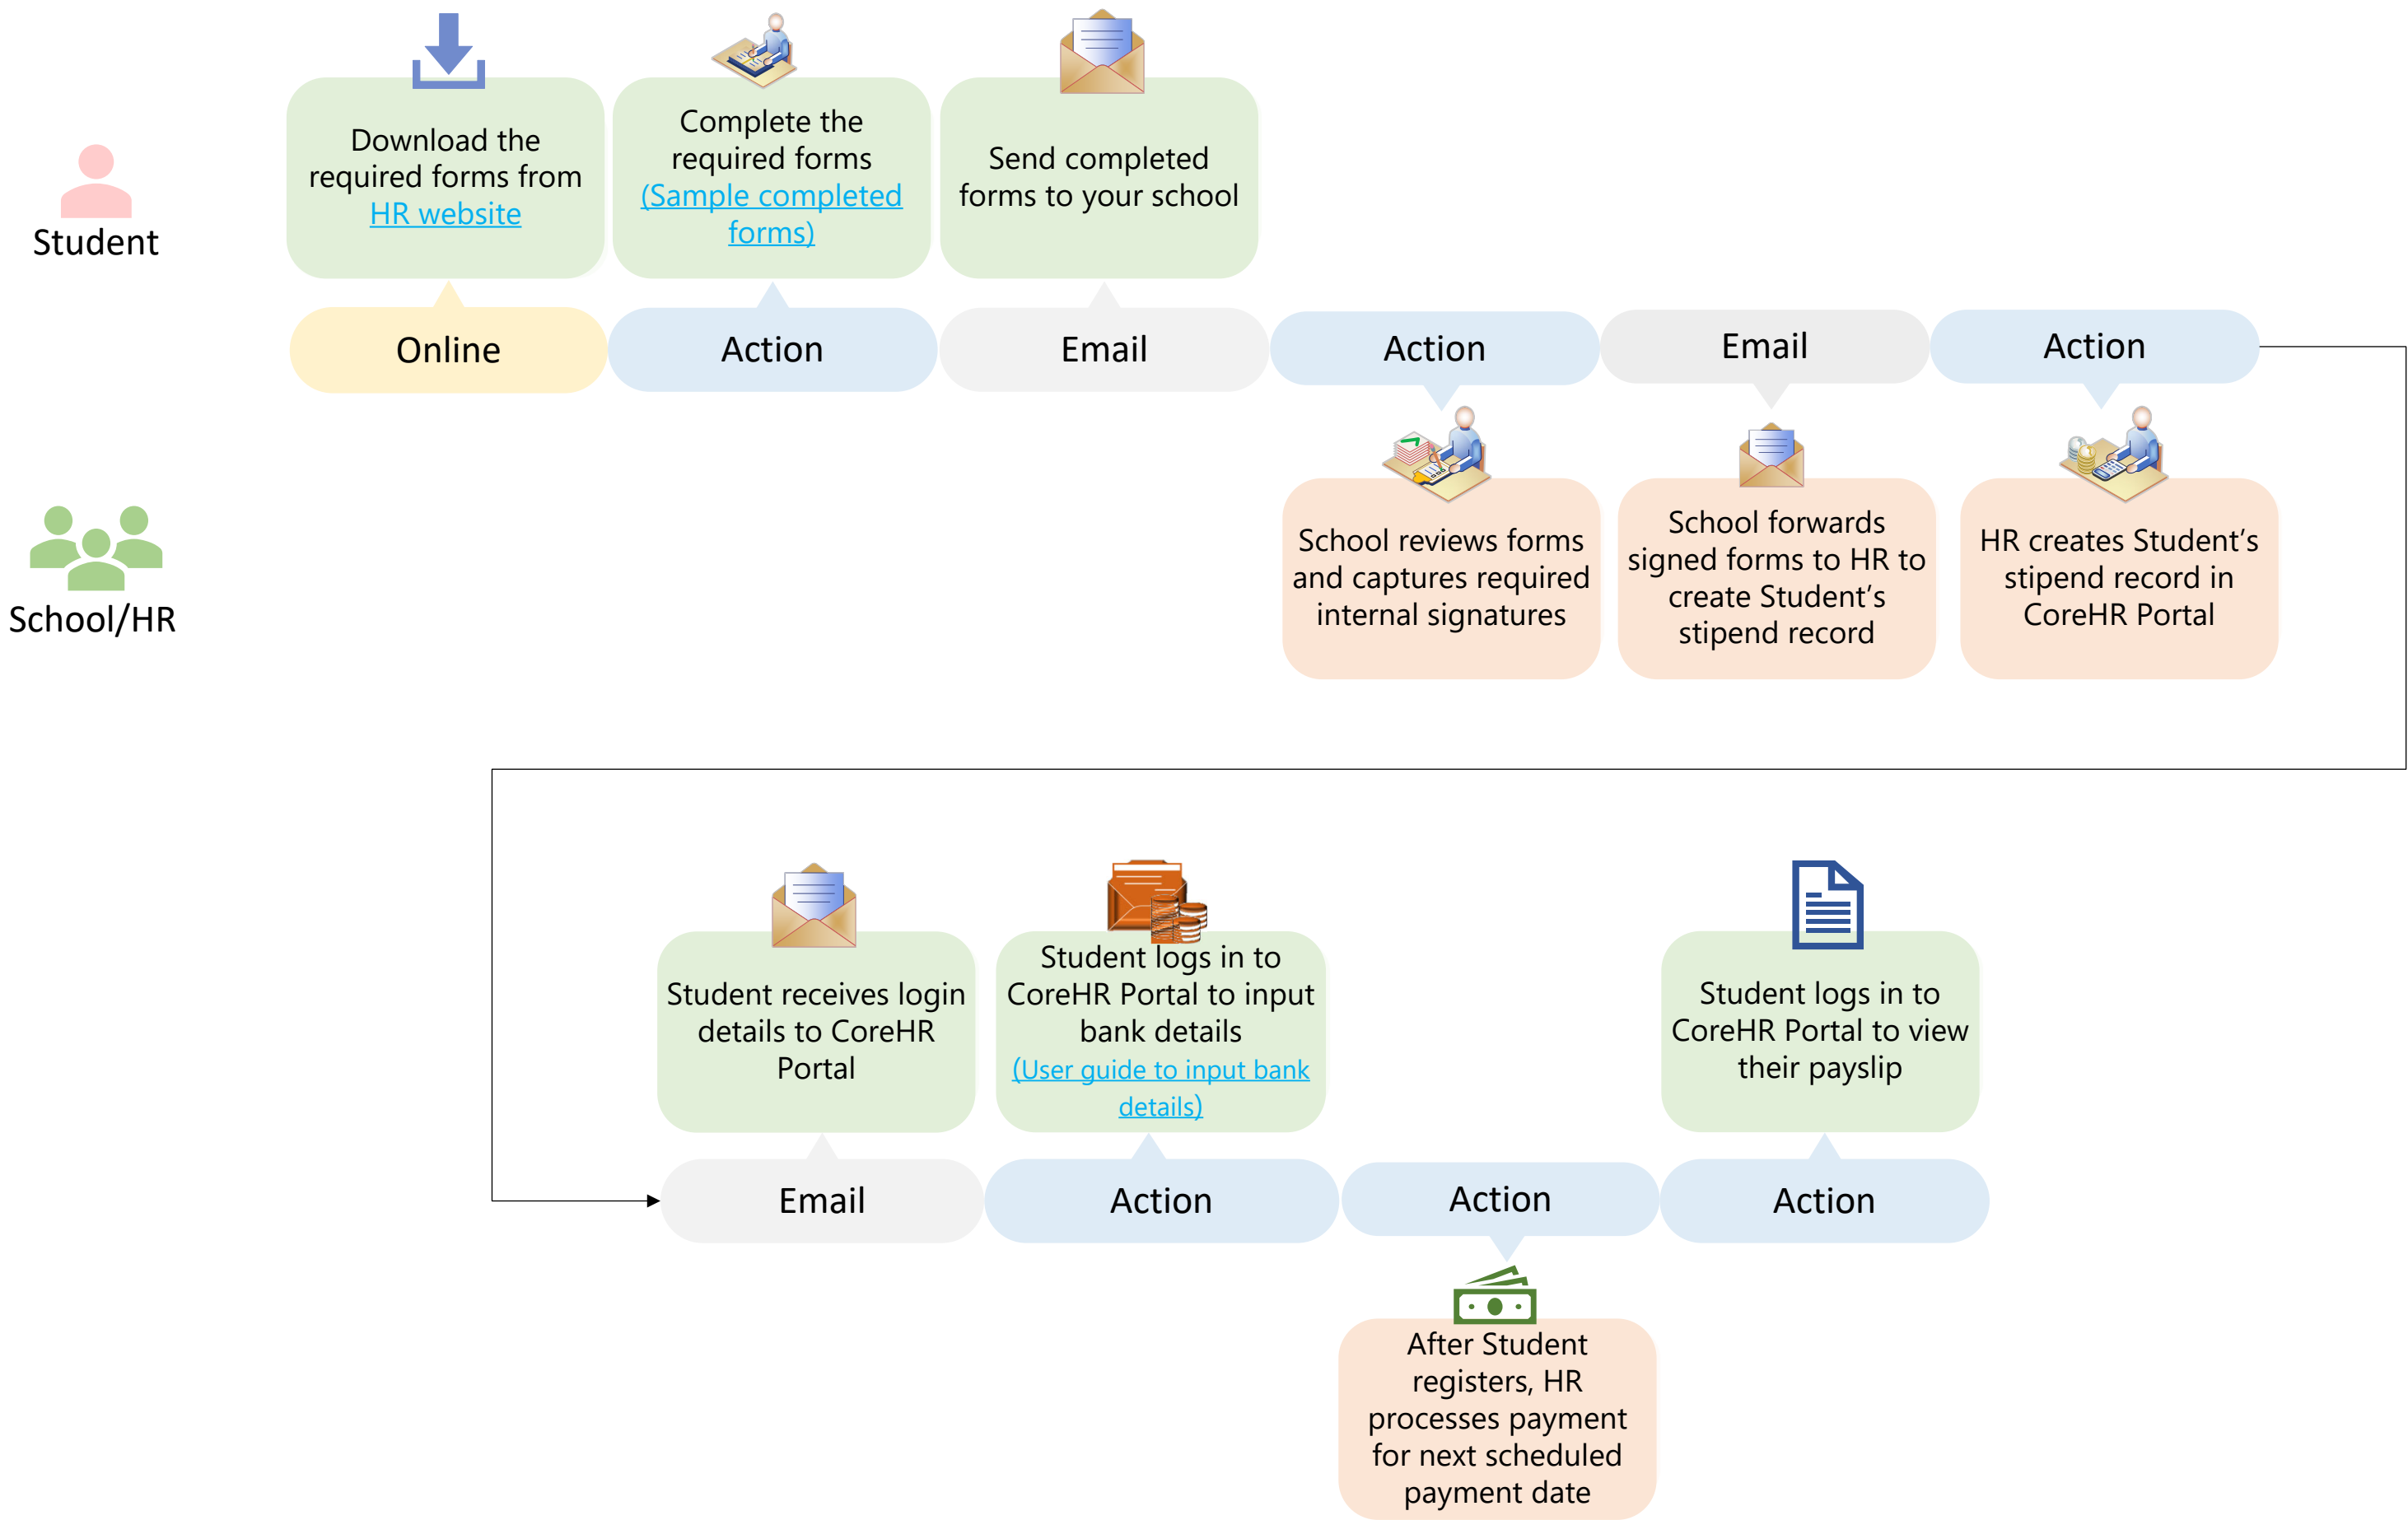 Student
Download the
required forms from
HR website
Complete the
required forms
(Sample completed
forms)
Send completed
forms to your school
Online
Action
Email
Action
Email
Action
School/HR
School reviews forms
and captures required
internal signatures
School forwards
signed forms to HR to
create Student’s
stipend record
HR creates Student’s
stipend record in
CoreHR Portal
Student receives login
details to CoreHR
Portal
Student logs in to
CoreHR Portal to input
bank details
(User guide to input bank
details)
Student logs in to
CoreHR Portal to view
their payslip
Email
Action
Action
Action
After Student
registers, HR
processes payment
for next scheduled
payment date